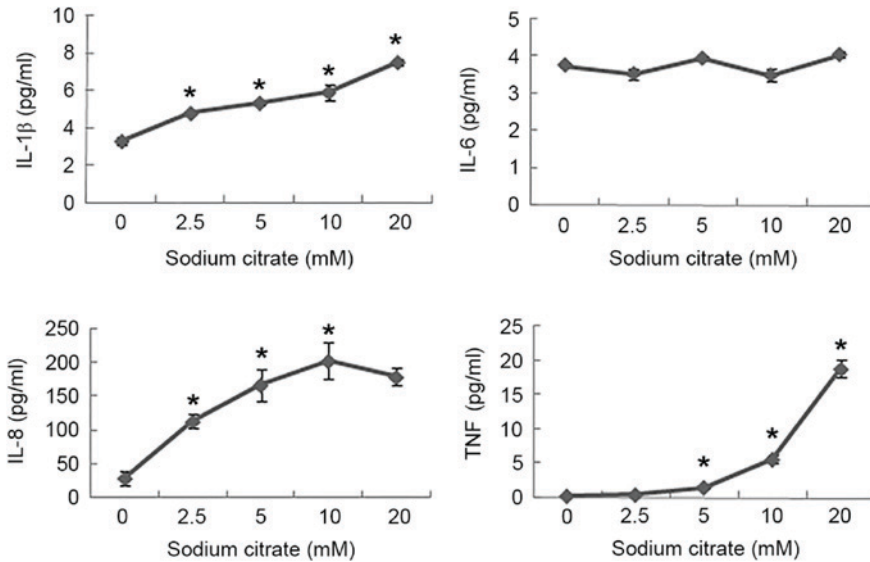 IL-1β (pg/ml)
10
8
6
4
2
0
* * * *
0 2.5 5 10 20
Sodium citrate (mM)
IL-6 (pg/ml)
5
4
3
2
1
0
0 2.5 5 10 20
Sodium citrate (mM)
IL-8 (pg/ml)
250
200
150
100
50
0
* * *
0 2.5 5 10 20
Sodium citrate (mM)
TNF (pg/ml)
25
20
15
10
5
0
* * *
0 2.5 5 10 20
Sodium citrate (mM)